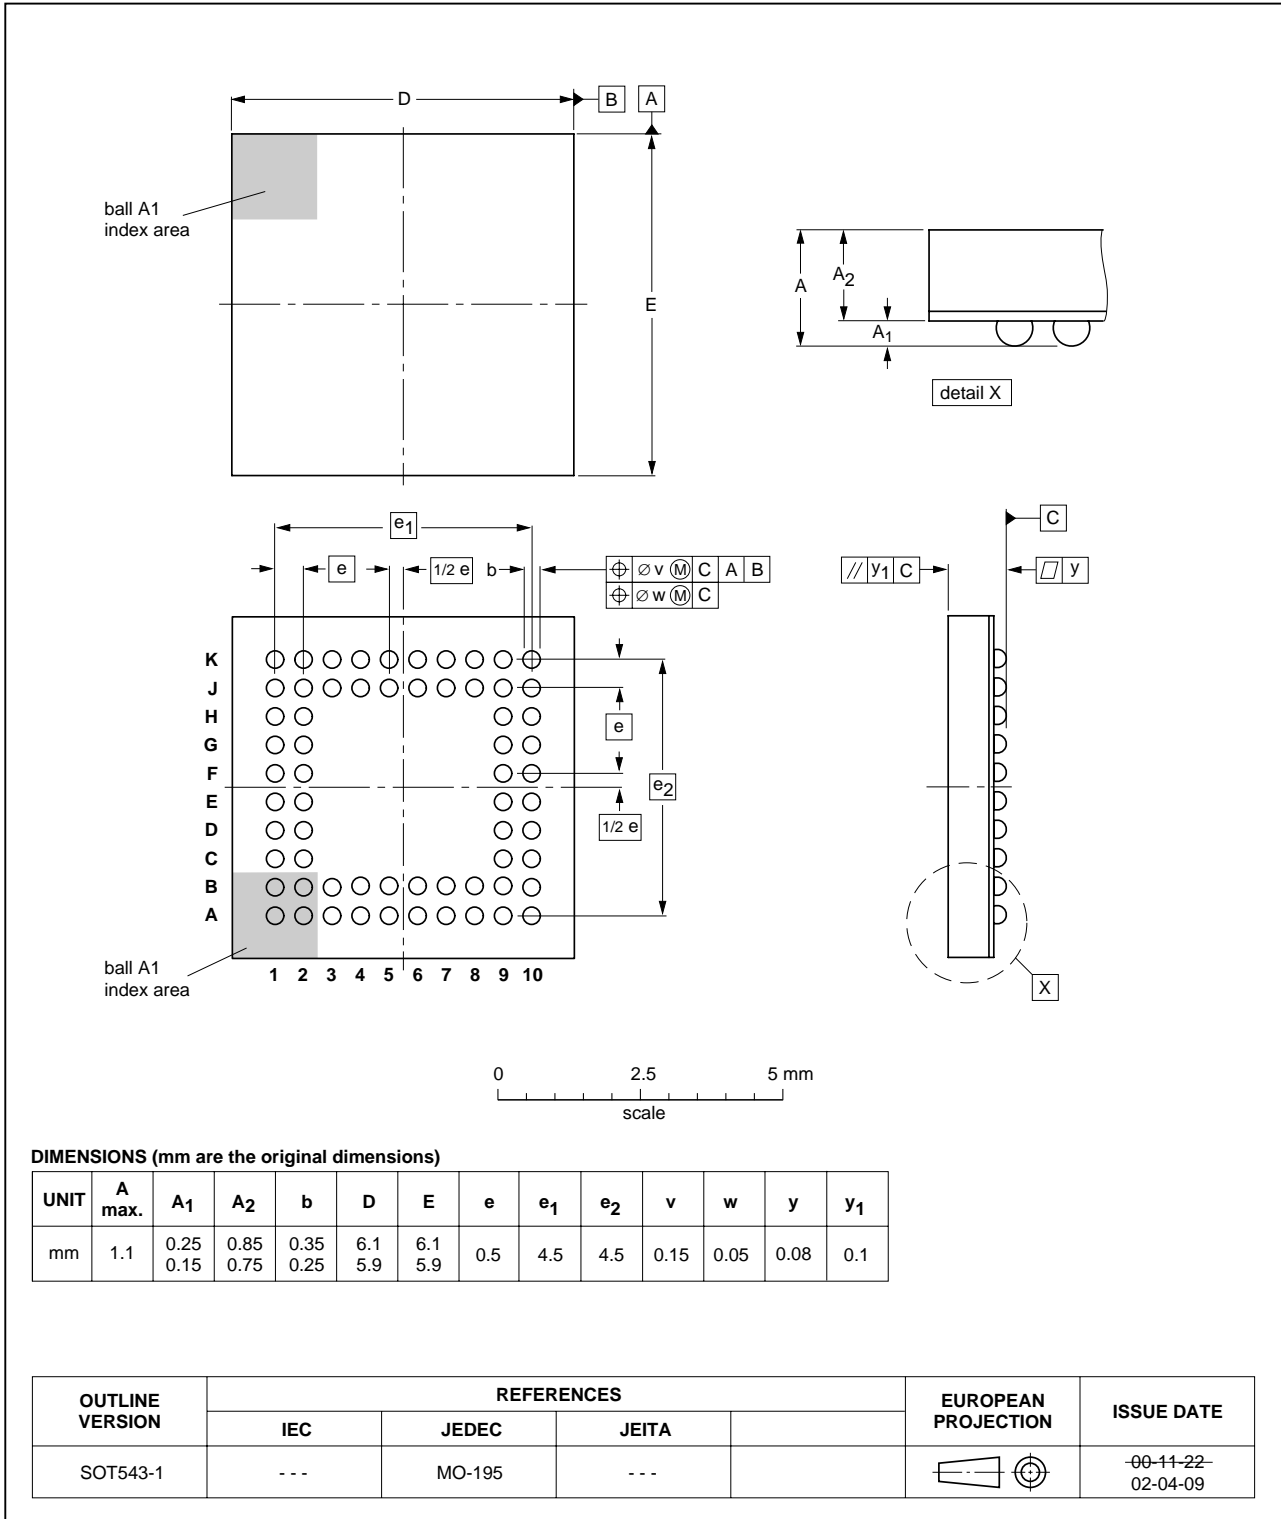 D
B
A
ball A1
index area
E
A
A2
A1
detail X
e1
e
1/2 e
b
⌀ v Ⓜ C A B
⌀ w Ⓜ C
// y1 C
C
y
K
J
H
G
F
E
D
C
B
A
e
e2
1/2 e
ball A1
index area
1 2 3 4 5 6 7 8 9 10
X
0 2.5 5 mm
scale
DIMENSIONS (mm are the original dimensions)
UNIT A max. A1 A2 b D E e e1 e2 v w y y1
mm 1.1 0.25 0.15 0.85 0.75 0.35 0.25 6.1 5.9 6.1 5.9 0.5 4.5 4.5 0.15 0.05 0.08 0.1
OUTLINE VERSION
REFERENCES
EUROPEAN PROJECTION
ISSUE DATE
IEC JEDEC JEITA
SOT543-1 - - - MO-195 - - -
00-11-22
02-04-09